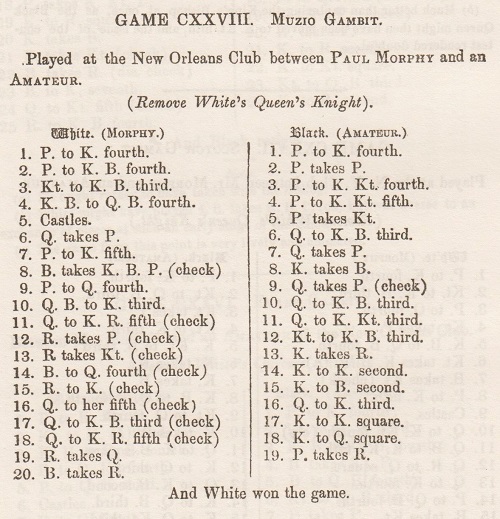 GAME CXXVIII. MUZIO GAMBIT.
Played at the New Orleans Club between PAUL MORPHY and an
AMATEUR.
(Remove White's Queen's Knight).
White. (MORPHY.) Black. (AMATEUR.)
1. P. to K. fourth. 1. P. to K. fourth.
2. P. to K. B. fourth. 2. P. takes P.
3. Kt. to K. B. third. 3. P. to K. Kt. fourth.
4. K. B. to Q. B. fourth. 4. P. to K. Kt. fifth.
5. Castles. 5. P. takes Kt.
6. Q. takes P. 6. Q. to K. B. third.
7. P. to K. fifth. 7. Q. takes P.
8. B. takes K. B. P. (check) 8. K. takes B.
9. P. to Q. fourth. 9. Q. takes P. (check)
10. Q. B. to K. third. 10. Q. to K. B. third.
11. Q. to K. R. fifth (check) 11. Q. to K. Kt. third.
12. R. takes P. (check) 12. Kt. to K. B. third.
13. R takes Kt. (check) 13. K. takes R.
14. B. to Q. fourth (check) 14. K. to K. second.
15. R. to K. (check) 15. K. to B. second.
16. Q. to her fifth (check) 16. Q. to K. third.
17. Q. to K. B. third (check) 17. K. to K. square.
18. Q. to K. R. fifth (check) 18. K. to Q. square.
19. R. takes Q. 19. P. takes R.
20. B. takes R.
And White won the game.